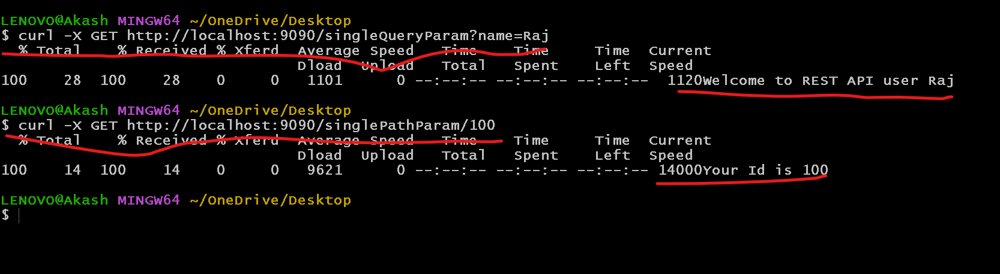 LENOVO@Akash MINGW64 ~/OneDrive/Desktop
$ curl -X GET http://localhost:9090/singleQueryParam?name=Raj
% Total % Received % Xferd Average Speed Time Time Time Current
Dload Upload Total Spent Left Speed
100 28 100 28 0 0 1101 0 --:--:-- --:--:-- --:--:-- 1120Welcome to REST API user Raj
LENOVO@Akash MINGW64 ~/OneDrive/Desktop
$ curl -X GET http://localhost:9090/singlePathParam/100
% Total % Received % Xferd Average Speed Time Time Time Current
Dload Upload Total Spent Left Speed
100 14 100 14 0 0 9621 0 --:--:-- --:--:-- --:--:-- 14000Your Id is 100
LENOVO@Akash MINGW64 ~/OneDrive/Desktop
$